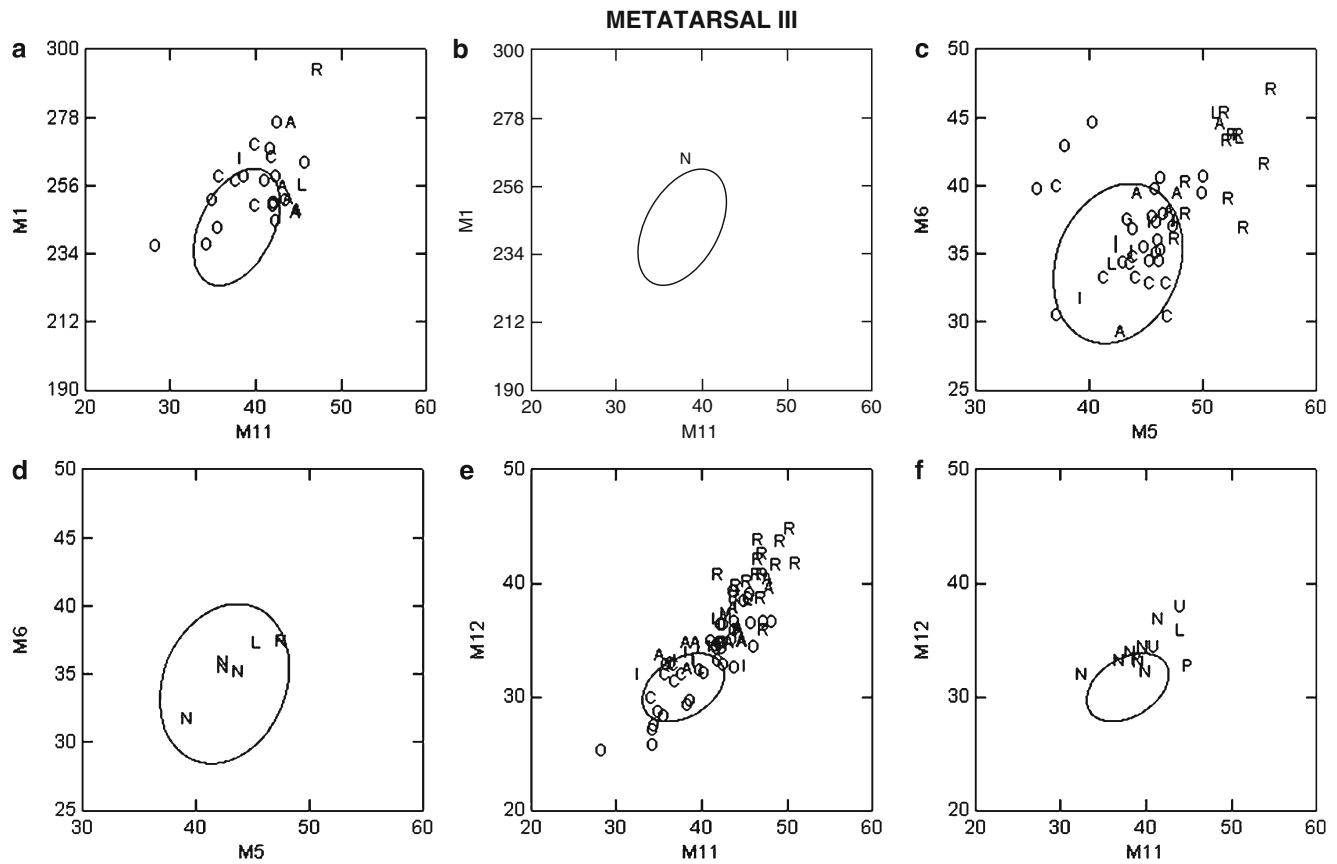 METATARSAL III
a
300
278
256
234
212
190
M1
20
30
40
50
60
M11
R
O
A
C
O
C
I
O
C
O
O
O
O
A
L
O
C
O
A
O
O
O
O
b
300
278
256
234
212
190
M1
20
30
40
50
60
M11
N
c
50
45
40
35
30
25
M6
30
40
50
60
M5
R
O
L
R
A
R
R
O
R
O
C
O
O
R
O
O
A
A
R
R
R
O
I
L
C
C
C
C
C
I
O
C
A
d
50
45
40
35
30
25
M6
30
40
50
60
M5
L
N
N
N
N
e
50
40
30
20
M12
20
30
40
50
60
M11
R
R
R
R
R
R
R
R
R
A
R
A
I
A
A
C
C
C
O
O
O
O
O
O
I
O
f
50
40
30
20
M12
20
30
40
50
60
M11
U
N
L
P
N
N
N
N
N
U